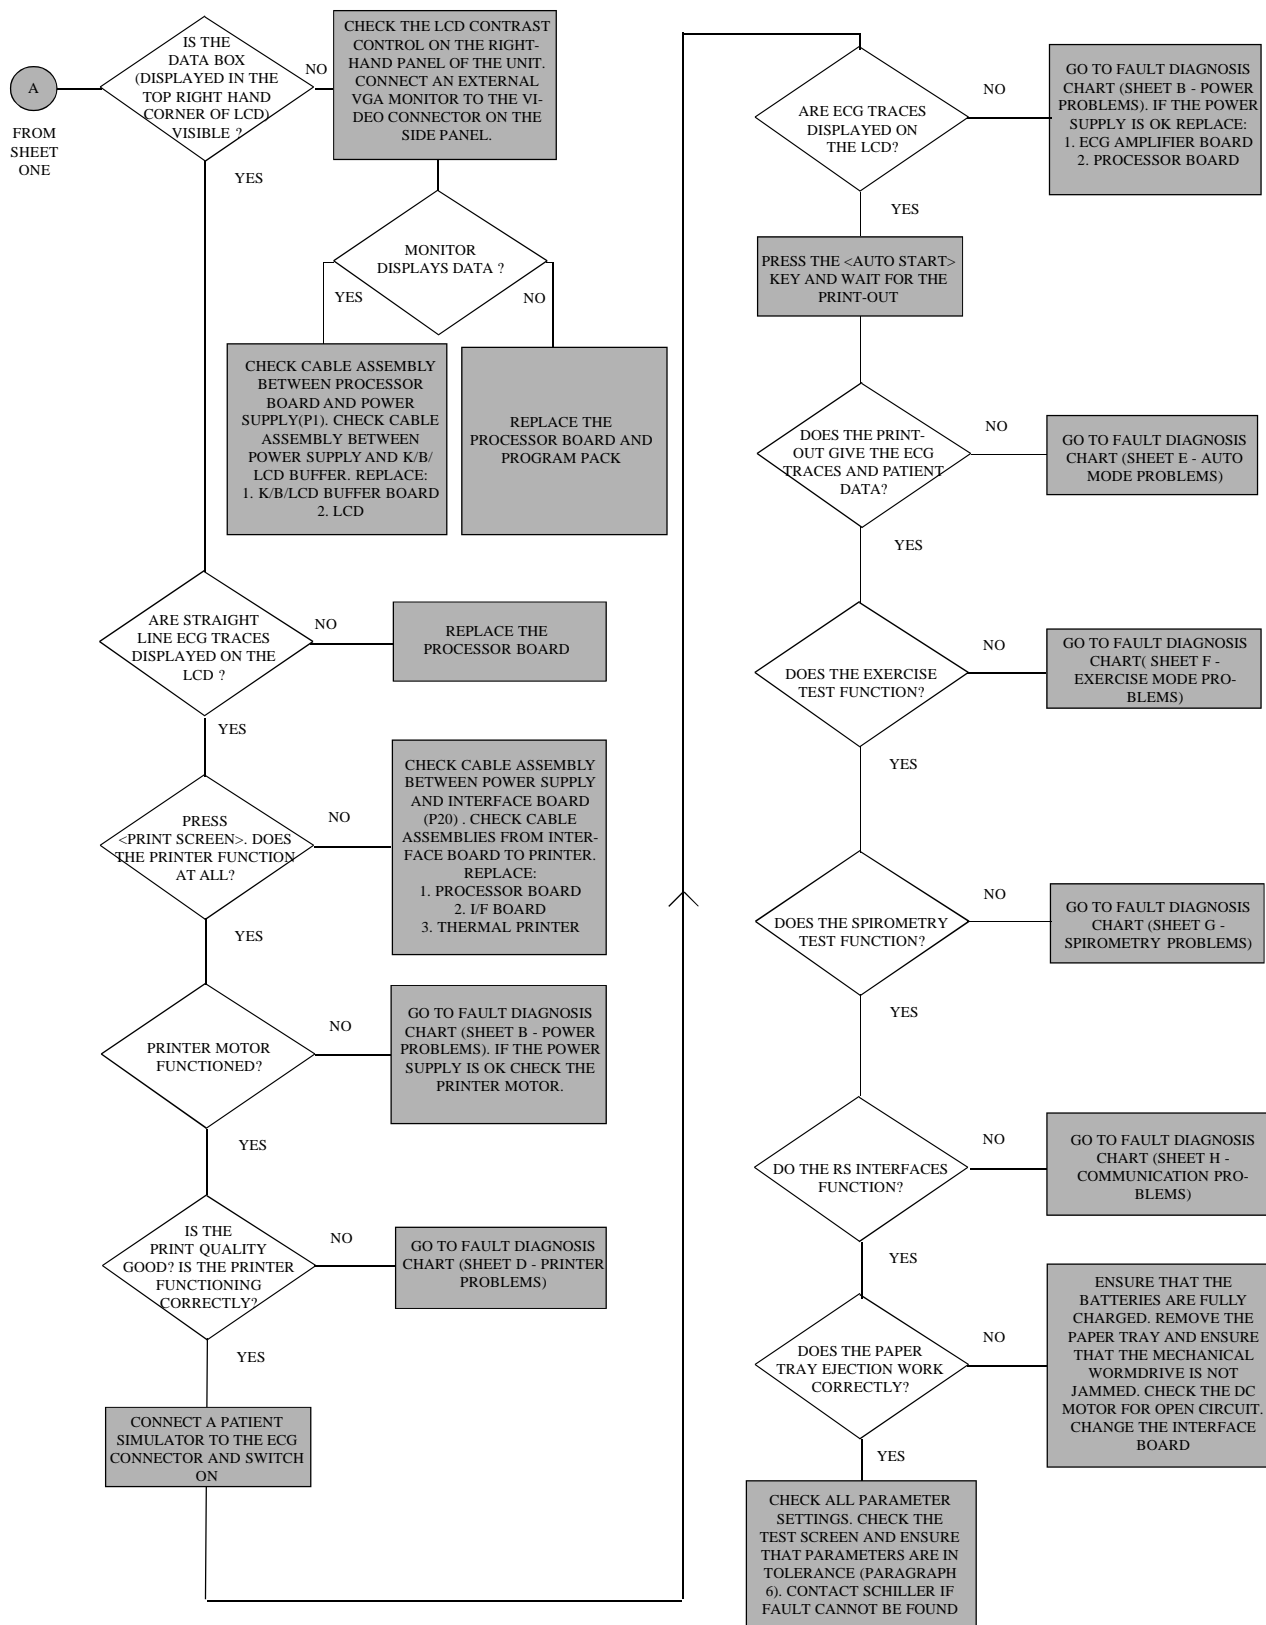 A
FROM
SHEET
ONE
IS THE
DATA BOX
(DISPLAYED IN THE
TOP RIGHT HAND
CORNER OF LCD)
VISIBLE ?
NO
YES
CHECK THE LCD CONTRAST
CONTROL ON THE RIGHT-
HAND PANEL OF THE UNIT.
CONNECT AN EXTERNAL
VGA MONITOR TO THE VI-
DEO CONNECTOR ON THE
SIDE PANEL.
MONITOR
DISPLAYS DATA ?
YES
NO
CHECK CABLE ASSEMBLY
BETWEEN PROCESSOR
BOARD AND POWER
SUPPLY(P1). CHECK CABLE
ASSEMBLY BETWEEN
POWER SUPPLY AND K/B/
LCD BUFFER. REPLACE:
1. K/B/LCD BUFFER BOARD
2. LCD
REPLACE THE
PROCESSOR BOARD AND
PROGRAM PACK
ARE STRAIGHT
LINE ECG TRACES
DISPLAYED ON THE
LCD ?
NO
YES
REPLACE THE
PROCESSOR BOARD
PRESS
<PRINT SCREEN>. DOES
THE PRINTER FUNCTION
AT ALL?
NO
YES
CHECK CABLE ASSEMBLY
BETWEEN POWER SUPPLY
AND INTERFACE BOARD
(P20) . CHECK CABLE
ASSEMBLIES FROM INTER-
FACE BOARD TO PRINTER.
REPLACE:
1. PROCESSOR BOARD
2. I/F BOARD
3. THERMAL PRINTER
PRINTER MOTOR
FUNCTIONED?
NO
YES
GO TO FAULT DIAGNOSIS
CHART (SHEET B - POWER
PROBLEMS). IF THE POWER
SUPPLY IS OK CHECK THE
PRINTER MOTOR.
IS THE
PRINT QUALITY
GOOD? IS THE PRINTER
FUNCTIONING
CORRECTLY?
NO
YES
GO TO FAULT DIAGNOSIS
CHART (SHEET D - PRINTER
PROBLEMS)
CONNECT A PATIENT
SIMULATOR TO THE ECG
CONNECTOR AND SWITCH
ON
ARE ECG TRACES
DISPLAYED ON
THE LCD?
NO
YES
GO TO FAULT DIAGNOSIS
CHART (SHEET B - POWER
PROBLEMS). IF THE POWER
SUPPLY IS OK REPLACE:
1. ECG AMPLIFIER BOARD
2. PROCESSOR BOARD
PRESS THE <AUTO START>
KEY AND WAIT FOR THE
PRINT-OUT
DOES THE PRINT-
OUT GIVE THE ECG
TRACES AND PATIENT
DATA?
NO
YES
GO TO FAULT DIAGNOSIS
CHART (SHEET E - AUTO
MODE PROBLEMS)
DOES THE EXERCISE
TEST FUNCTION?
NO
YES
GO TO FAULT DIAGNOSIS
CHART( SHEET F -
EXERCISE MODE PRO-
BLEMS)
DOES THE SPIROMETRY
TEST FUNCTION?
NO
YES
GO TO FAULT DIAGNOSIS
CHART (SHEET G -
SPIROMETRY PROBLEMS)
DO THE RS INTERFACES
FUNCTION?
NO
YES
GO TO FAULT DIAGNOSIS
CHART (SHEET H -
COMMUNICATION PRO-
BLEMS)
DOES THE PAPER
TRAY EJECTION WORK
CORRECTLY?
NO
YES
ENSURE THAT THE
BATTERIES ARE FULLY
CHARGED. REMOVE THE
PAPER TRAY AND ENSURE
THAT THE MECHANICAL
WORMDRIVE IS NOT
JAMMED. CHECK THE DC
MOTOR FOR OPEN CIRCUIT.
CHANGE THE INTERFACE
BOARD
CHECK ALL PARAMETER
SETTINGS. CHECK THE
TEST SCREEN AND ENSURE
THAT PARAMETERS ARE IN
TOLERANCE (PARAGRAPH
6). CONTACT SCHILLER IF
FAULT CANNOT BE FOUND